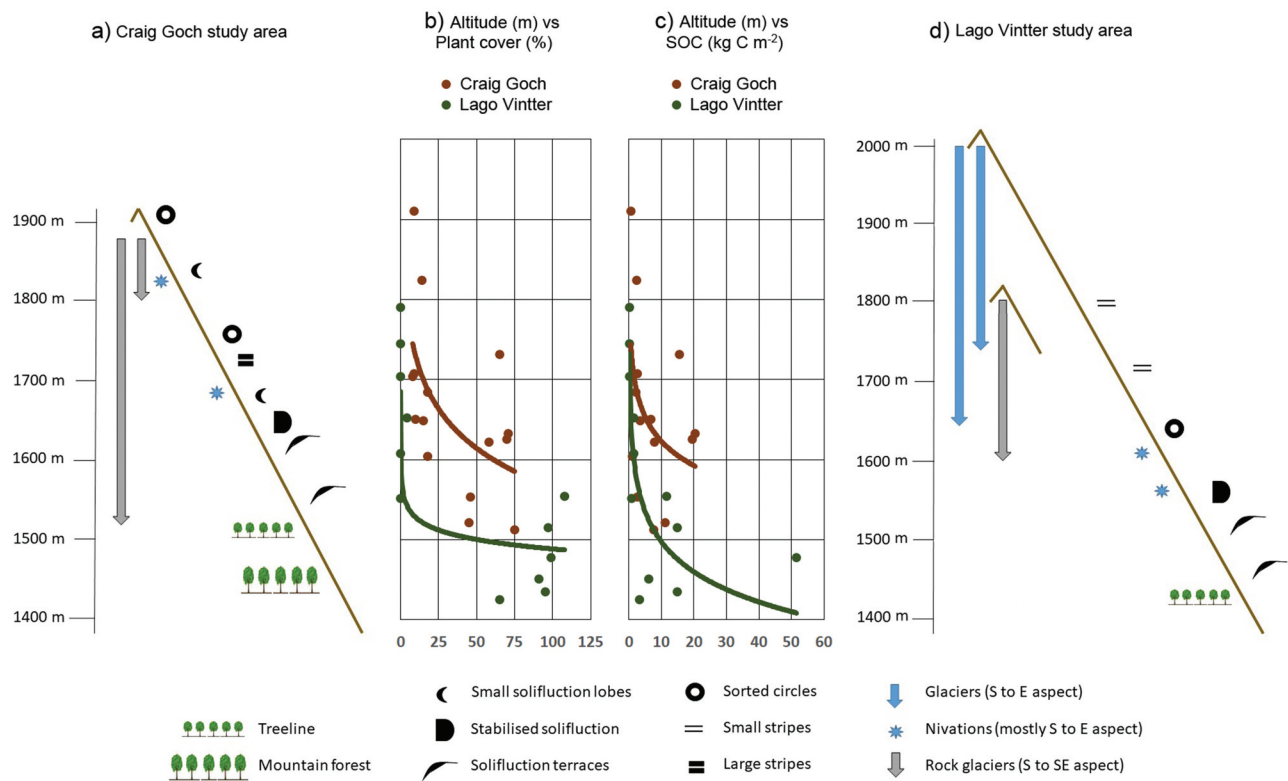 a) Craig Goch study area
b) Altitude (m) vs
Plant cover (%)
c) Altitude (m) vs
SOC (kg C m⁻²)
d) Lago Vintter study area
Craig Goch
Lago Vintter
Craig Goch
Lago Vintter
1900 m
1800 m
1700 m
1600 m
1500 m
1400 m
0 25 50 75 100 125
0 10 20 30 40 50 60
2000 m
1900 m
1800 m
1700 m
1600 m
1500 m
1400 m
Treeline
Mountain forest
Small solifluction lobes
Stabilised solifluction
Solifluction terraces
Sorted circles
Small stripes
Large stripes
Glaciers (S to E aspect)
Nivations (mostly S to E aspect)
Rock glaciers (S to SE aspect)